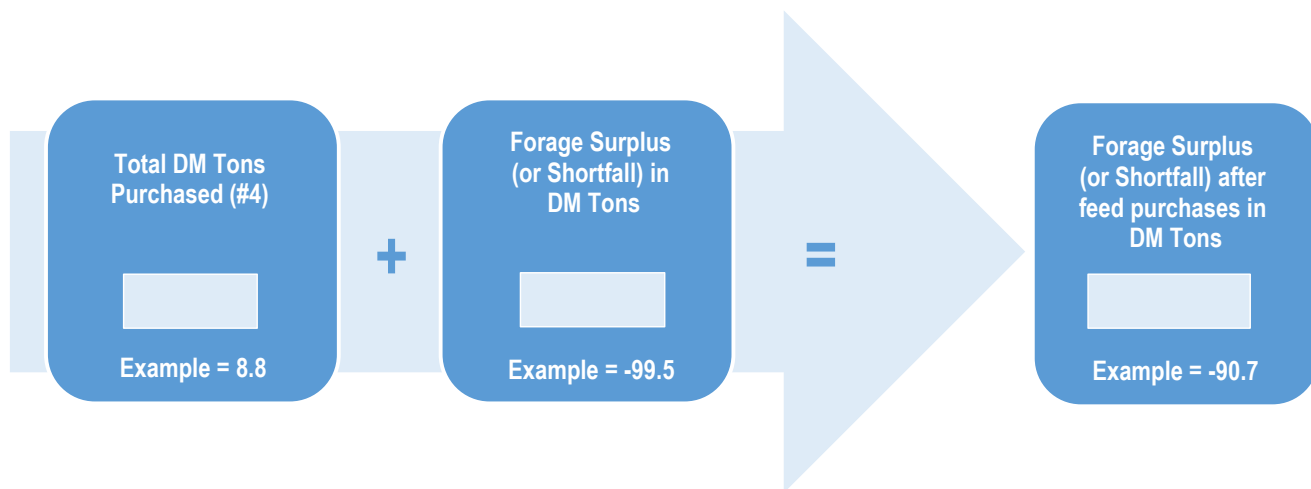 Total DM Tons
Purchased (#4)
Example = 8.8
+
Forage Surplus
(or Shortfall) in
DM Tons
Example = -99.5
=
Forage Surplus
(or Shortfall) after
feed purchases in
DM Tons
Example = -90.7